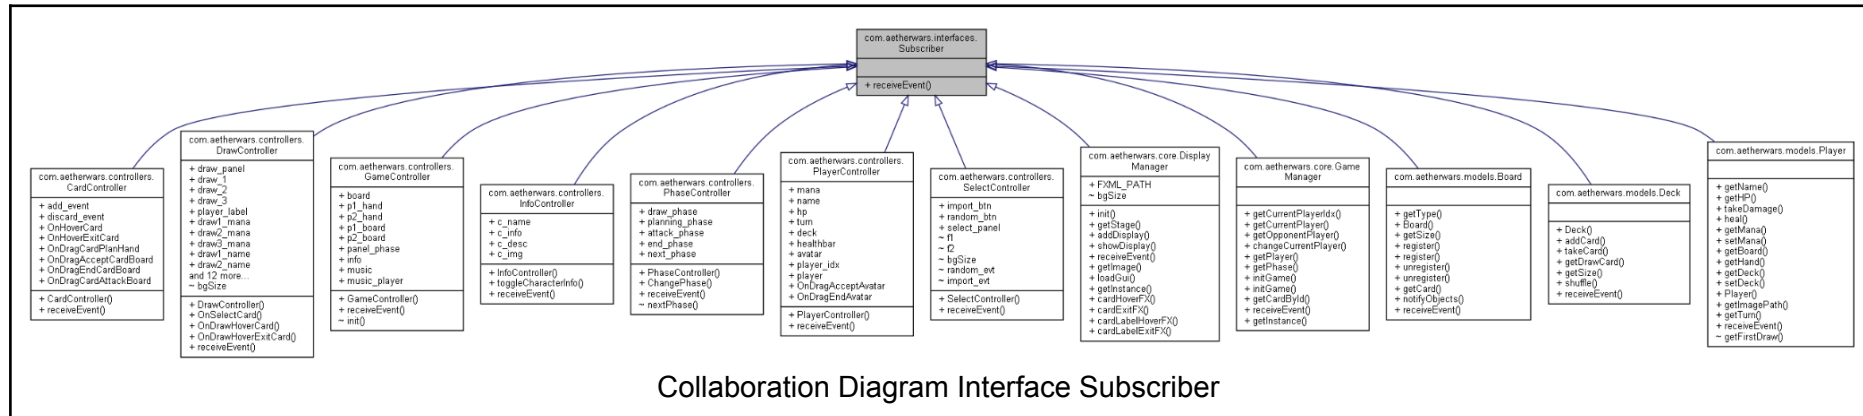 com.aetherwars.interfaces.
Subscriber
+ receiveEvent()
com.aetherwars.controllers.
CardController
+ add_event
+ discard_event
+ OnHoverCard
+ OnHoverExitCard
+ OnDragCardPlanHand
+ OnDragAcceptCardBoard
+ OnDragEndCardBoard
+ OnDragCardAttackBoard
+ CardController()
+ receiveEvent()
com.aetherwars.controllers.
DrawController
+ draw_panel
+ draw_1
+ draw_2
+ draw_3
+ player_label
+ draw1_mana
+ draw2_mana
+ draw3_mana
+ draw1_name
+ draw2_name
and 12 more...
~ bgSize
+ DrawController()
+ OnSelectCard()
+ OnDrawHoverCard()
+ OnDrawHoverExitCard()
+ receiveEvent()
com.aetherwars.controllers.
GameController
+ board
+ p1_hand
+ p2_hand
+ p1_board
+ p2_board
+ panel_phase
+ info
+ music
+ music_player
+ GameController()
+ receiveEvent()
~ init()
com.aetherwars.controllers.
InfoController
+ c_name
+ c_info
+ c_desc
+ c_img
+ InfoController()
+ toggleCharacterInfo()
+ receiveEvent()
com.aetherwars.controllers.
PhaseController
+ draw_phase
+ planning_phase
+ attack_phase
+ end_phase
+ next_phase
+ PhaseController()
+ ChangePhase()
+ receiveEvent()
~ nextPhase()
com.aetherwars.controllers.
PlayerController
+ mana
+ name
+ hp
+ turn
+ deck
+ healthbar
+ avatar
+ player_idx
+ player
+ OnDragAcceptAvatar
+ OnDragEndAvatar
+ PlayerController()
+ receiveEvent()
com.aetherwars.controllers.
SelectController
+ import_btn
+ random_btn
+ select_panel
~ f1
~ f2
~ bgSize
~ random_evt
~ import_evt
+ SelectController()
+ receiveEvent()
com.aetherwars.core.Display
Manager
+ FXML_PATH
~ bgSize
+ init()
+ getStage()
+ addDisplay()
+ showDisplay()
+ receiveEvent()
+ getImage()
+ loadGui()
+ getInstance()
+ cardHoverFX()
+ cardExitFX()
+ cardLabelHoverFX()
+ cardLabelExitFX()
com.aetherwars.core.Game
Manager
+ getCurrentPlayerIdx()
+ getCurrentPlayer()
+ getOpponentPlayer()
+ changeCurrentPlayer()
+ getPlayer()
+ getPhase()
+ initGame()
+ initGame()
+ getCardById()
+ receiveEvent()
+ getInstance()
com.aetherwars.models.Board
+ getType()
+ Board()
+ getSize()
+ register()
+ register()
+ unregister()
+ unregister()
+ getCard()
+ notifyObjects()
+ receiveEvent()
com.aetherwars.models.Deck
+ Deck()
+ addCard()
+ takeCard()
+ getDrawCard()
+ getSize()
+ shuffle()
+ receiveEvent()
com.aetherwars.models.Player
+ getName()
+ getHP()
+ takeDamage()
+ heal()
+ getMana()
+ setMana()
+ getBoard()
+ getHand()
+ getDeck()
+ setDeck()
+ Player()
+ getImagePath()
+ getTurn()
+ receiveEvent()
~ getFirstDraw()
Collaboration Diagram Interface Subscriber